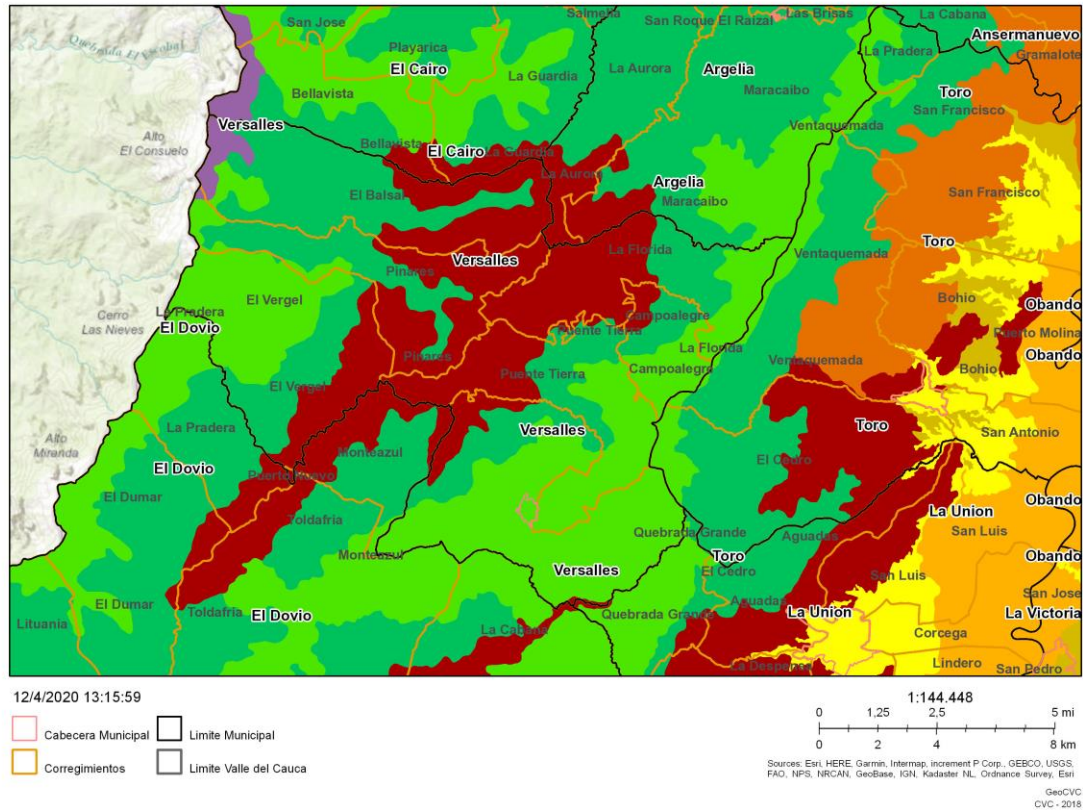 San Jose
Salmelia
San Roque El Raizal
Las Brisas
La Cabana
Ansermanuevo
Gramalote
Playarica
El Cairo
La Guardia
La Aurora
Argelia
La Pradera
Toro
San Francisco
Bellavista
Maracaibo
Versalles
Ventaquemada
Alto
El Consuelo
Bellavista
El Cairo
La Guardia
La Aurora
Argelia
Maracaibo
El Balsal
San Francisco
Toro
Versalles
La Florida
Ventaquemada
Pinares
El Vergel
La Pradera
El Dovio
Cerro
Las Nieves
Campoalegre
Puente Tierra
La Florida
Bohio
Obando
Puerto Molina
Obando
Pinares
Puente Tierra
Campoalegre
Ventaquemada
Bohio
El Vergel
La Pradera
Versalles
Toro
San Antonio
Alto
Miranda
Monteazul
El Cedro
El Dovio
Puerto Nuevo
El Dumar
Obando
La Union
Toldafria
San Luis
Quebrada Grande
Aguadas
Monteazul
Toro
Obando
Versalles
El Cedro
San Luis
San Jose
El Dumar
Toldafria
El Dovio
Quebrada Grande
Aguadas
La Union
La Victoria
Lituania
La Cabana
Corcega
La Despensa
Lindero
San Pedro
12/4/2020 13:15:59
Cabecera Municipal
Limite Municipal
Corregimientos
Limite Valle del Cauca
1:144.448
0 1,25 2,5 5 mi
0 2 4 8 km
Sources: Esri, HERE, Garmin, Intermap, increment P Corp., GEBCO, USGS,
FAO, NPS, NRCAN, GeoBase, IGN, Kadaster NL, Ordnance Survey, Esri
GeoCVC
CVC - 2018